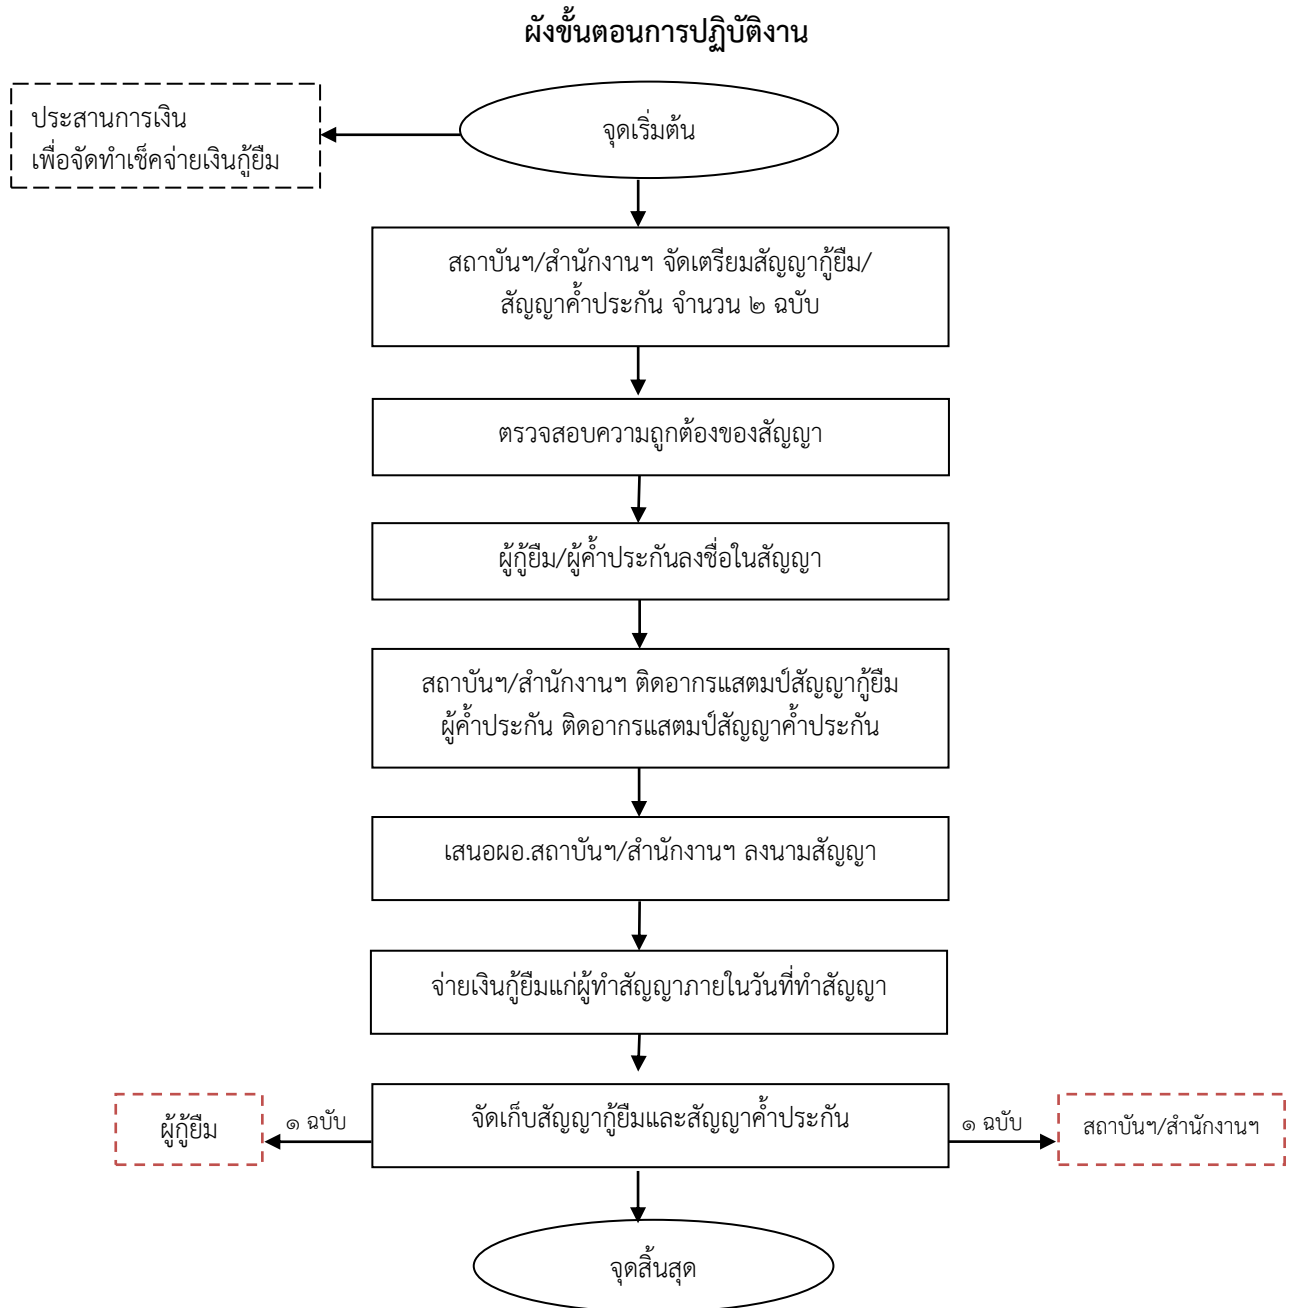 ผังขั้นตอนการปฏิบัติงาน
ประสานการเงิน
เพื่อจัดทำเช็คจ่ายเงินกู้ยืม
จุดเริ่มต้น
สถาบันฯ/สำนักงานฯ จัดเตรียมสัญญากู้ยืม/
สัญญาค้ำประกัน จำนวน ๒ ฉบับ
ตรวจสอบความถูกต้องของสัญญา
ผู้กู้ยืม/ผู้ค้ำประกันลงชื่อในสัญญา
สถาบันฯ/สำนักงานฯ ติดอากรแสตมป์สัญญากู้ยืม
ผู้ค้ำประกัน ติดอากรแสตมป์สัญญาค้ำประกัน
เสนอผอ.สถาบันฯ/สำนักงานฯ ลงนามสัญญา
จ่ายเงินกู้ยืมแก่ผู้ทำสัญญาภายในวันที่ทำสัญญา
ผู้กู้ยืม
๑ ฉบับ
จัดเก็บสัญญากู้ยืมและสัญญาค้ำประกัน
๑ ฉบับ
สถาบันฯ/สำนักงานฯ
จุดสิ้นสุด